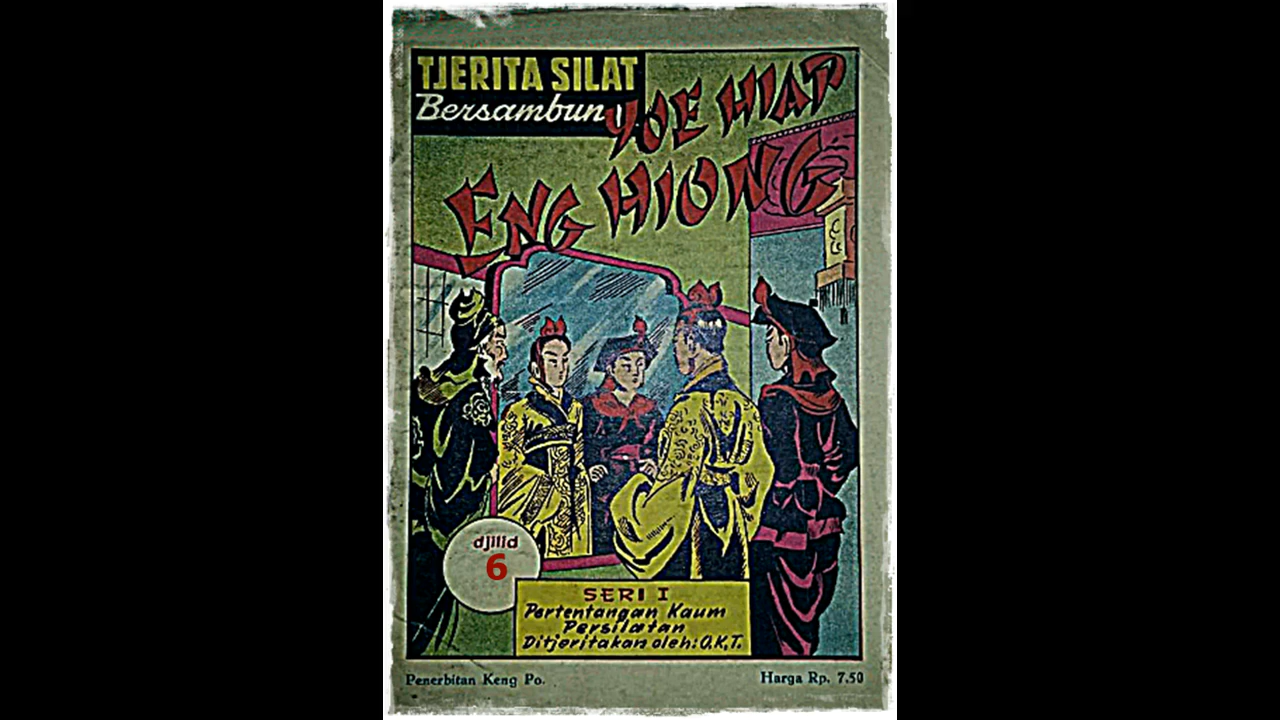 TJERITA SILAT
Bersambun
YOE HIAP
ENG HIONG
djilid
6
SERI I
Pertentangan Kaum
Persilatan
Ditjeritakan oleh: O.K.T.
Penerbitan Keng Po.
Harga Rp. 7.50